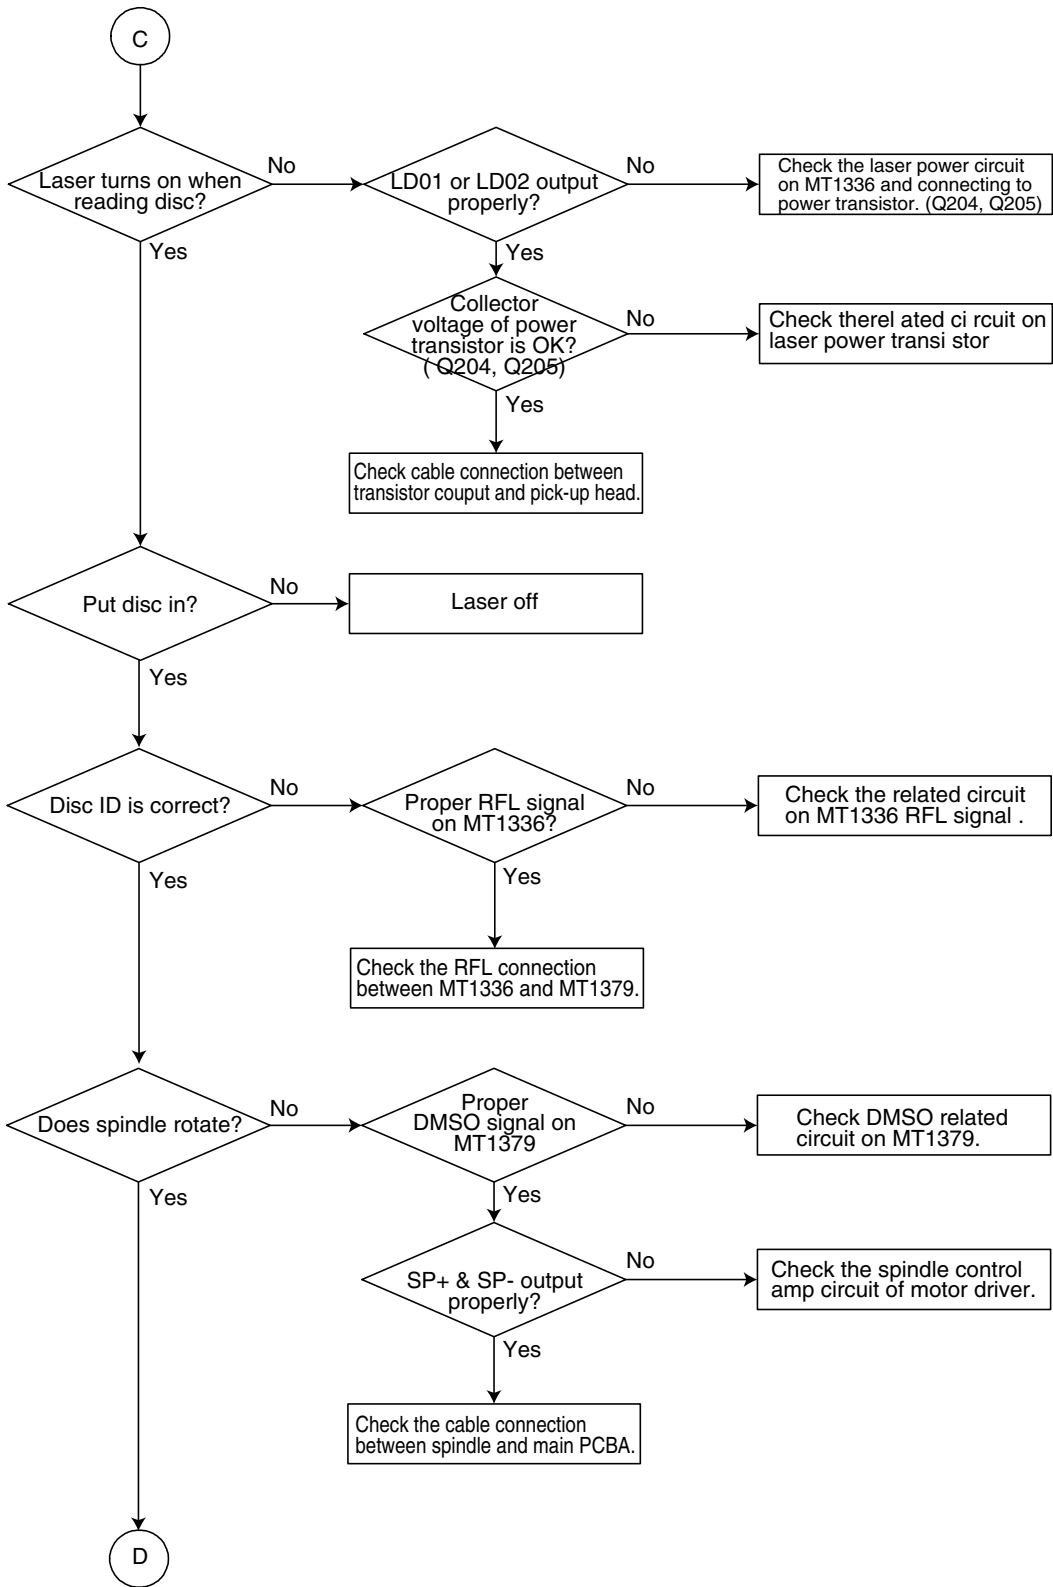 C
Laser turns on when
reading disc?
No
LD01 or LD02 output
properly?
No
Check the laser power circuit
on MT1336 and connecting to
power transistor. (Q204, Q205)
Yes
Yes
Collector
voltage of power
transistor is OK?
( Q204, Q205)
No
Check therel ated ci rcuit on
laser power transi stor
Yes
Check cable connection between
transistor couput and pick-up head.
Put disc in?
No
Laser off
Yes
Disc ID is correct?
No
Proper RFL signal
on MT1336?
No
Check the related circuit
on MT1336 RFL signal .
Yes
Yes
Check the RFL connection
between MT1336 and MT1379.
Does spindle rotate?
No
Proper
DMSO signal on
MT1379
No
Check DMSO related
circuit on MT1379.
Yes
Yes
SP+ & SP- output
properly?
No
Check the spindle control
amp circuit of motor driver.
Yes
Check the cable connection
between spindle and main PCBA.
D